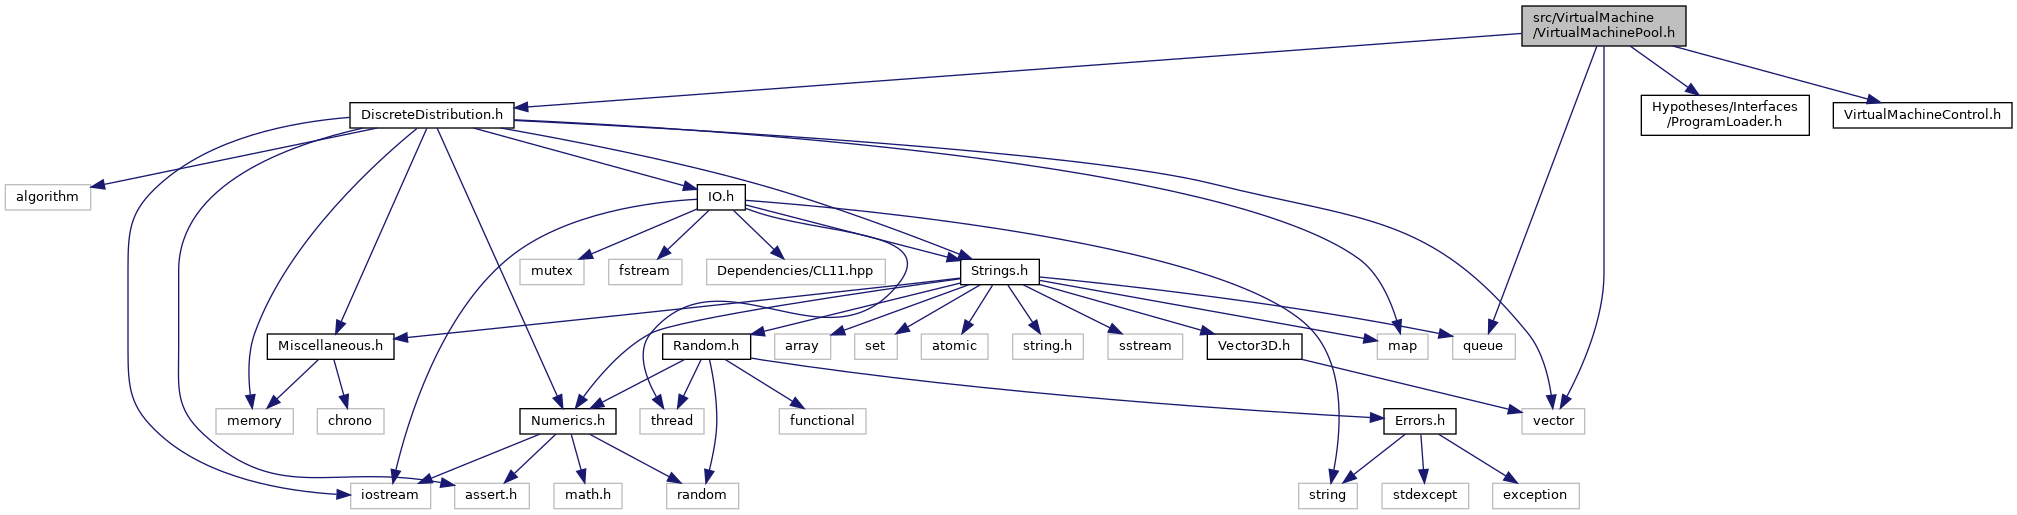 src/VirtualMachine
/VirtualMachinePool.h
DiscreteDistribution.h
Hypotheses/Interfaces
/ProgramLoader.h
VirtualMachineControl.h
algorithm
IO.h
mutex
fstream
Dependencies/CL11.hpp
Strings.h
Miscellaneous.h
Random.h
array
set
atomic
string.h
sstream
Vector3D.h
map
queue
memory
chrono
Numerics.h
thread
functional
Errors.h
vector
iostream
assert.h
math.h
random
string
stdexcept
exception